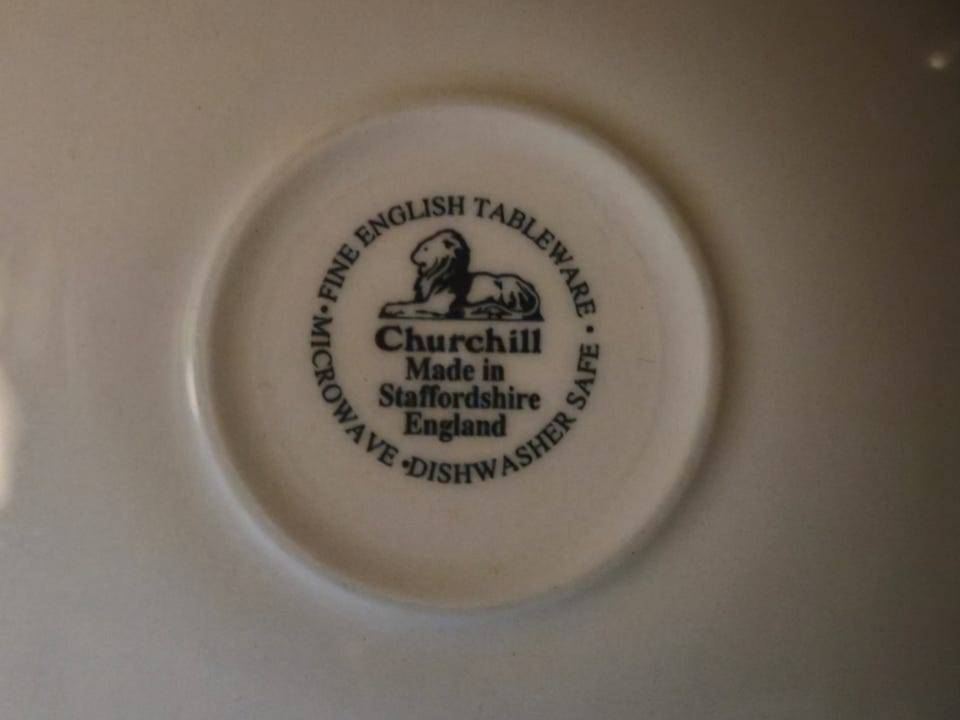 FINE ENGLISH TABLEWARE •
MICROWAVE • DISHWASHER SAFE •
Churchill
Made in
Staffordshire
England